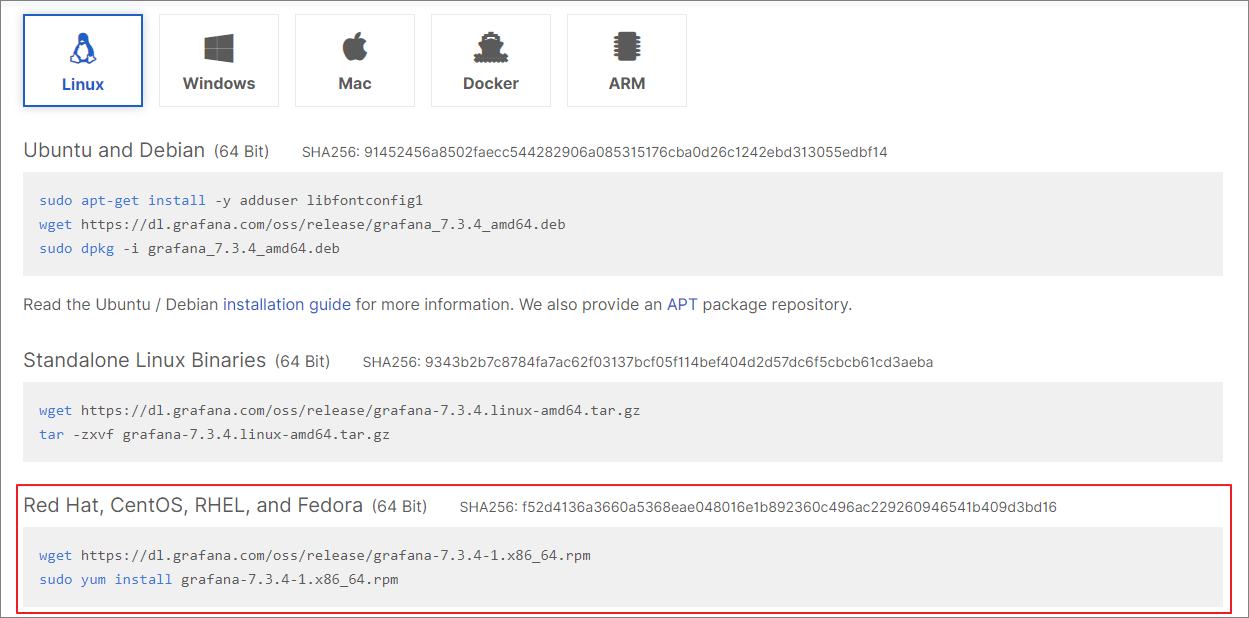 Linux
Windows
Mac
Docker
ARM
Ubuntu and Debian (64 Bit) SHA256: 91452456a8502faecc544282906a085315176cba0d26c1242ebd313055edbf14
sudo apt-get install -y adduser libfontconfig1
wget https://dl.grafana.com/oss/release/grafana_7.3.4_amd64.deb
sudo dpkg -i grafana_7.3.4_amd64.deb
Read the Ubuntu / Debian installation guide for more information. We also provide an APT package repository.
Standalone Linux Binaries (64 Bit) SHA256: 9343b2b7c8784fa7ac62f03137bcf05f114bef404d2d57dc6f5cbcb61cd3aeba
wget https://dl.grafana.com/oss/release/grafana-7.3.4.linux-amd64.tar.gz
tar -zxvf grafana-7.3.4.linux-amd64.tar.gz
Red Hat, CentOS, RHEL, and Fedora (64 Bit) SHA256: f52d4136a3660a5368eae048016e1b892360c496ac229260946541b409d3bd16
wget https://dl.grafana.com/oss/release/grafana-7.3.4-1.x86_64.rpm
sudo yum install grafana-7.3.4-1.x86_64.rpm